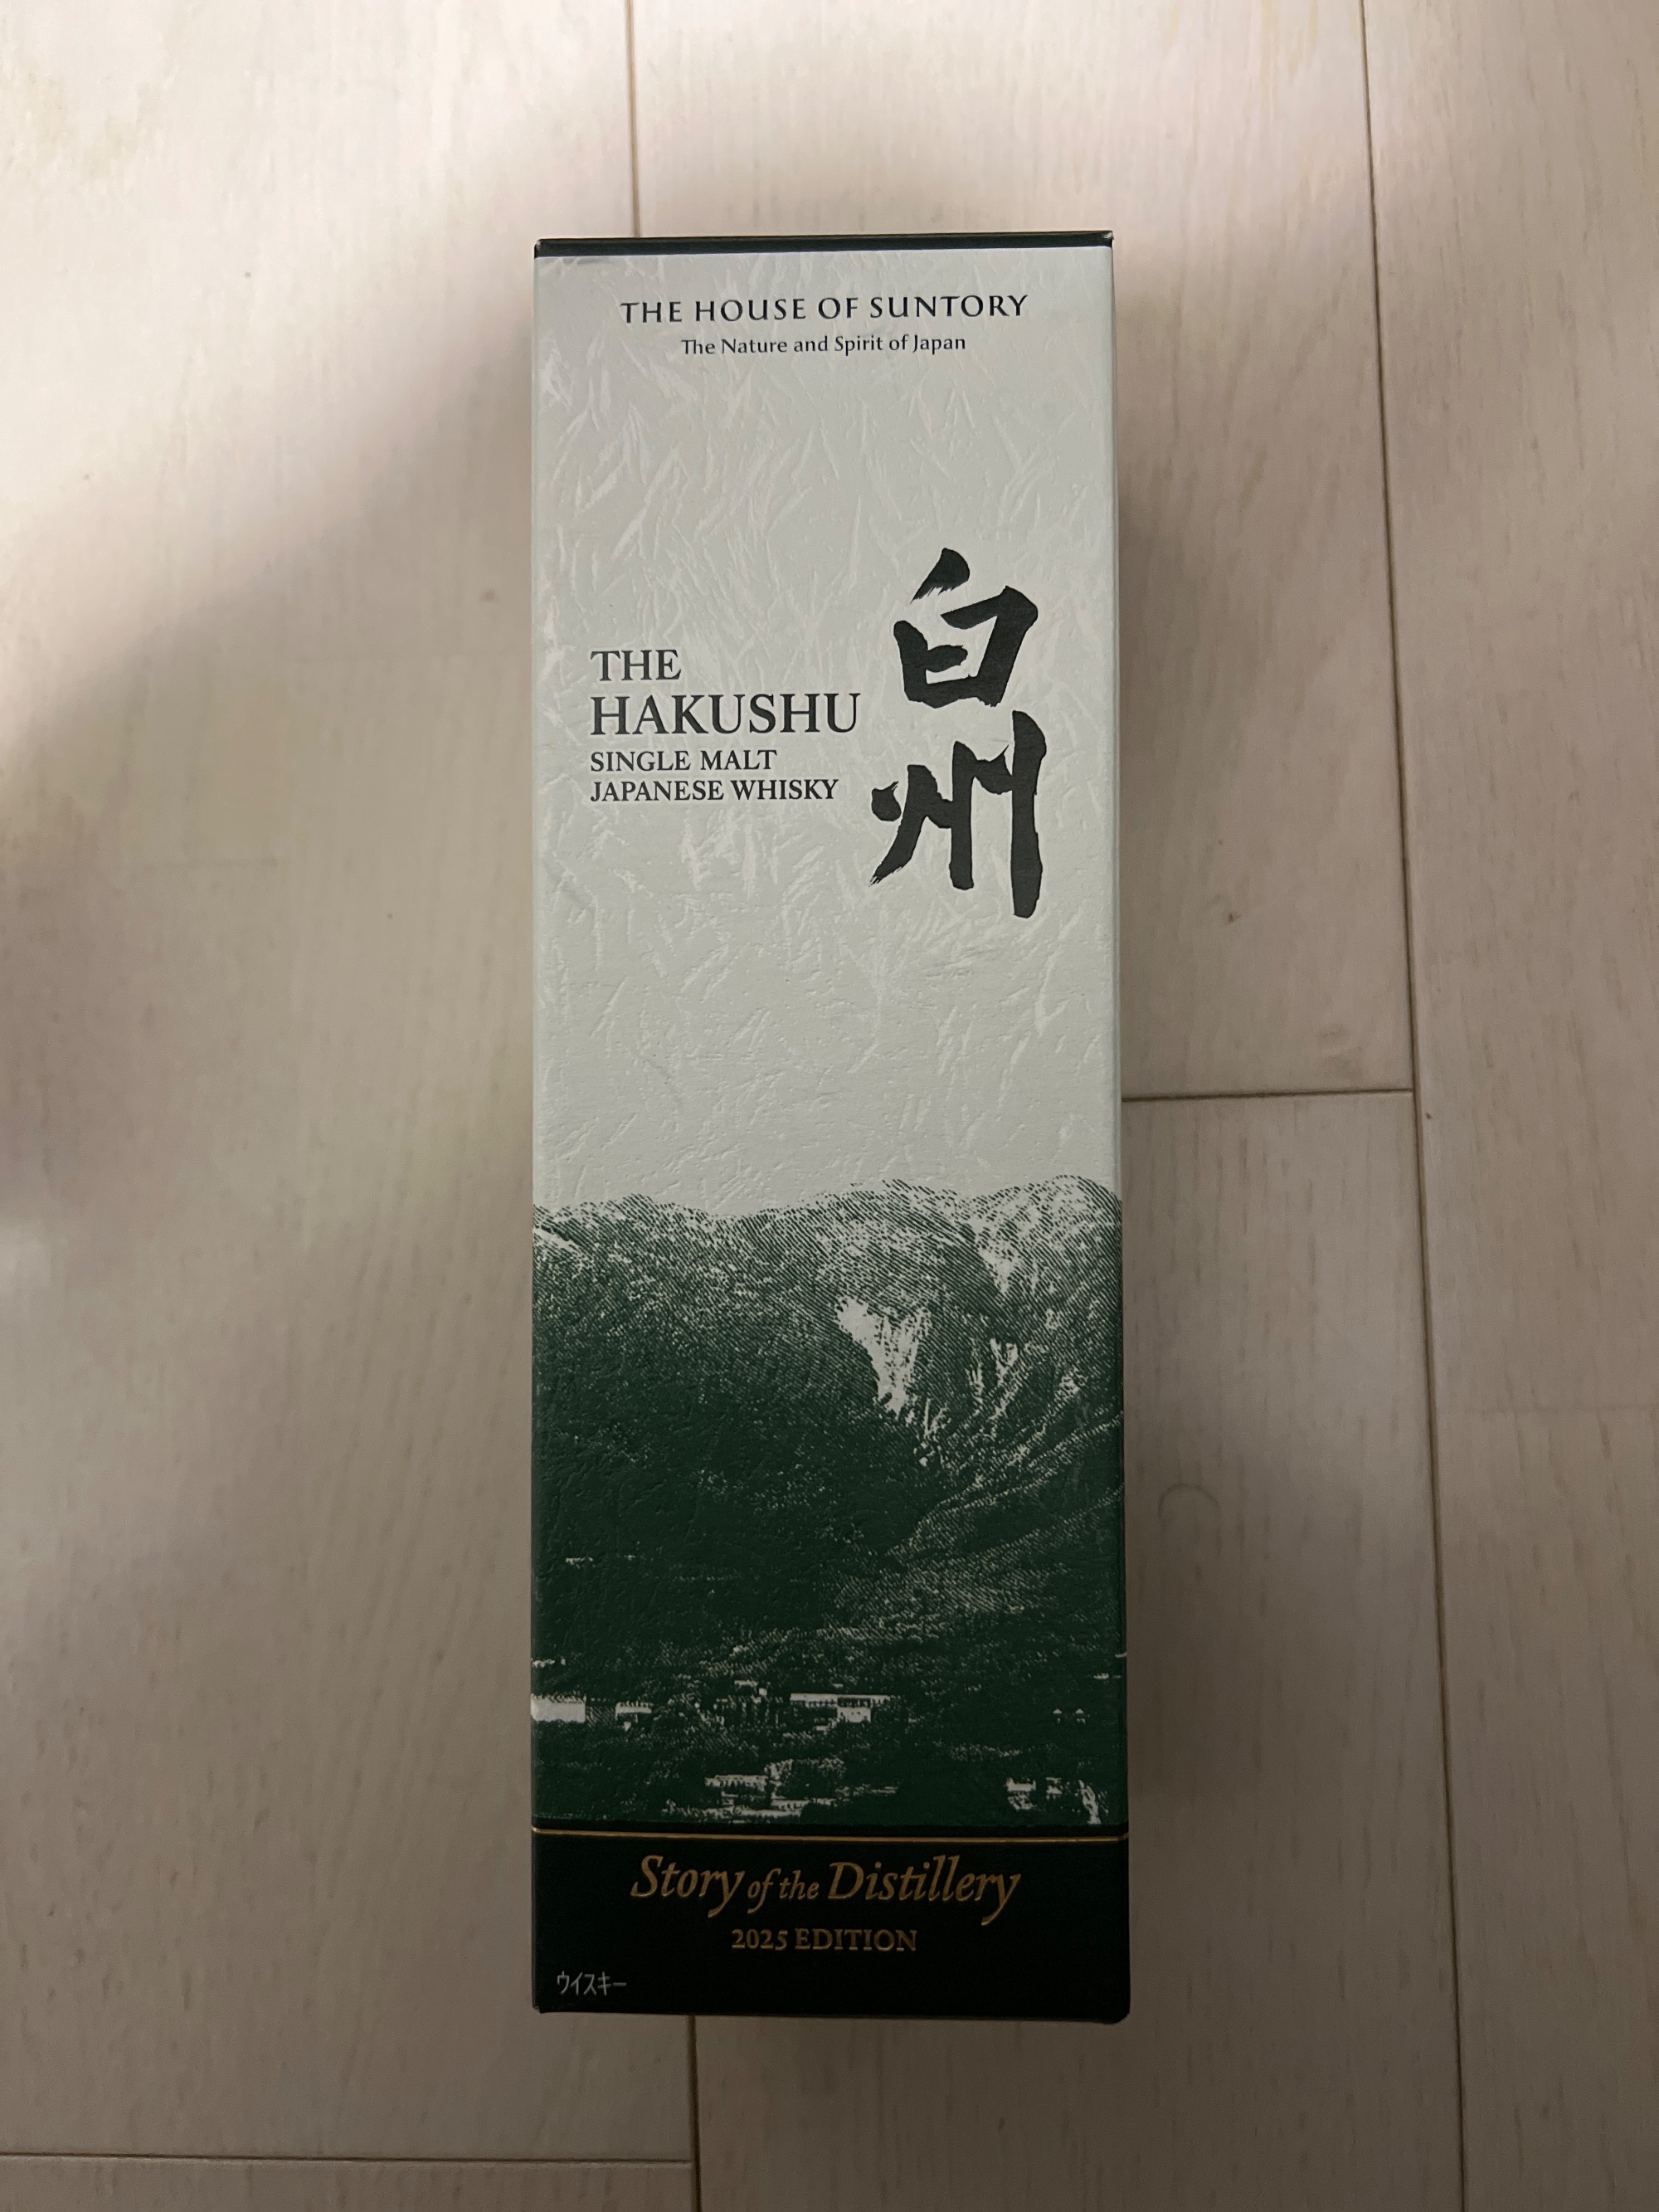 THE HOUSE OF SUNTORY
The Nature and Spirit of Japan
白州
THE
HAKUSHU
SINGLE MALT
JAPANESE WHISKY
Story of the Distillery
2025 EDITION
ウイスキー